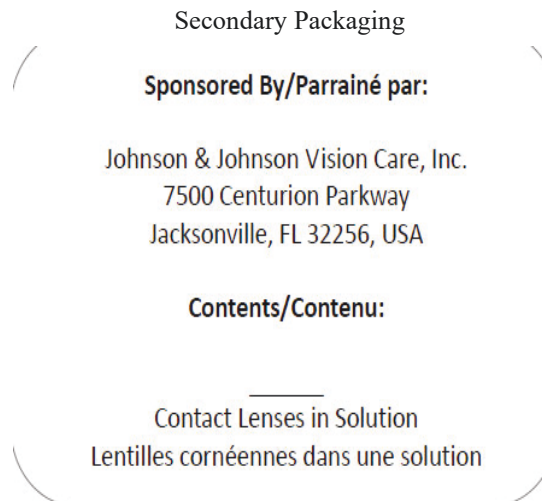 Secondary Packaging
Sponsored By/Parrainé par:
Johnson & Johnson Vision Care, Inc.
7500 Centurion Parkway
Jacksonville, FL 32256, USA
Contents/Contenu:
______
Contact Lenses in Solution
Lentilles cornéennes dans une solution